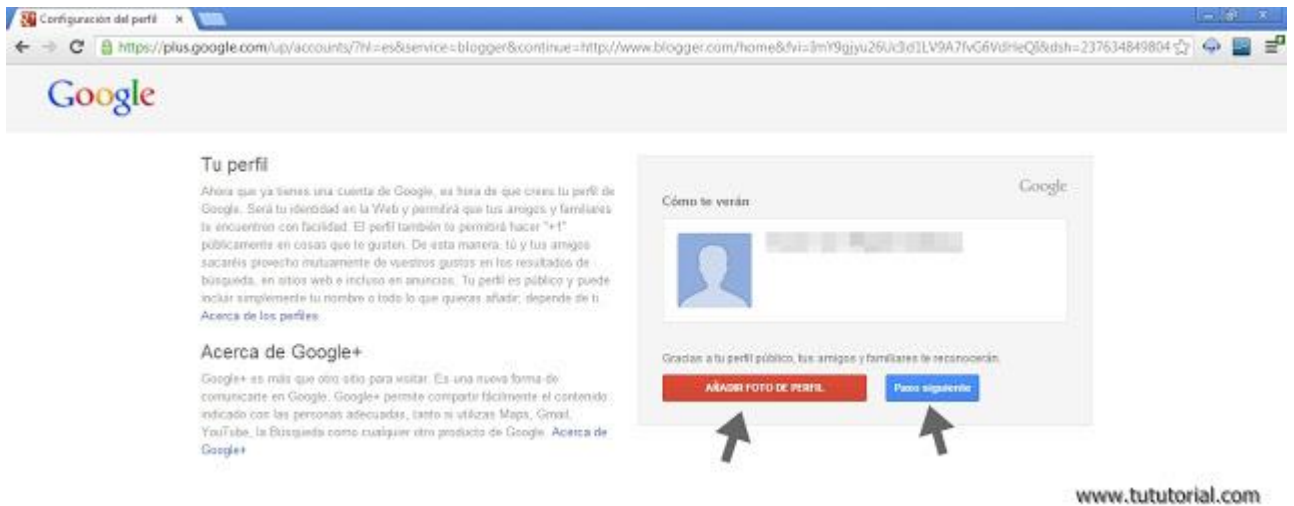 Configuración del perfil
https://plus.google.com/up/accounts/?hl=es&service=blogger&continue=http://www.blogger.com/home
Google
Tu perfil
Ahora que ya tienes una cuenta de Google, es hora de que crees tu perfil de
Google. Será tu identidad en la Web y permitirá que tus amigos y familiares
te encuentren con facilidad. El perfil también te permitirá hacer "+1"
públicamente en cosas que te gusten. De esta manera, tú y tus amigos
sacaréis provecho mutuamente de vuestros gustos en los resultados de
búsqueda, en sitios web e incluso en anuncios. Tu perfil es público y puede
incluir simplemente tu nombre o todo lo que quieras añadir; depende de ti.
Acerca de los perfiles
Acerca de Google+
Google+ es más que otro sitio para visitar. Es una nueva forma de
comunicarte en Google. Google+ permite compartir fácilmente el contenido
indicado con las personas adecuadas, tanto si utilizas Maps, Gmail,
YouTube, la Búsqueda como cualquier otro producto de Google. Acerca de
Google+
Google
Cómo te verán
Gracias a tu perfil público, tus amigos y familiares te reconocerán.
AÑADIR FOTO DE PERFIL
Paso siguiente
www.tututorial.com